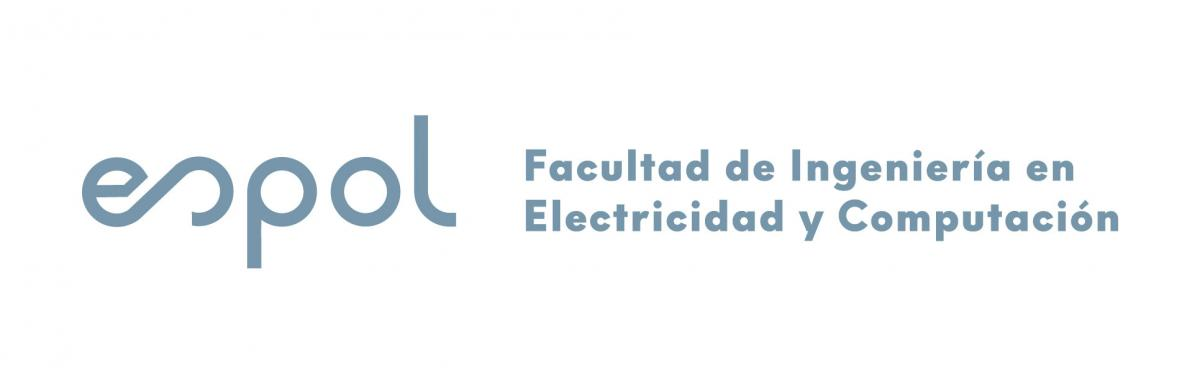 espol
Facultad de Ingeniería en
Electricidad y Computación